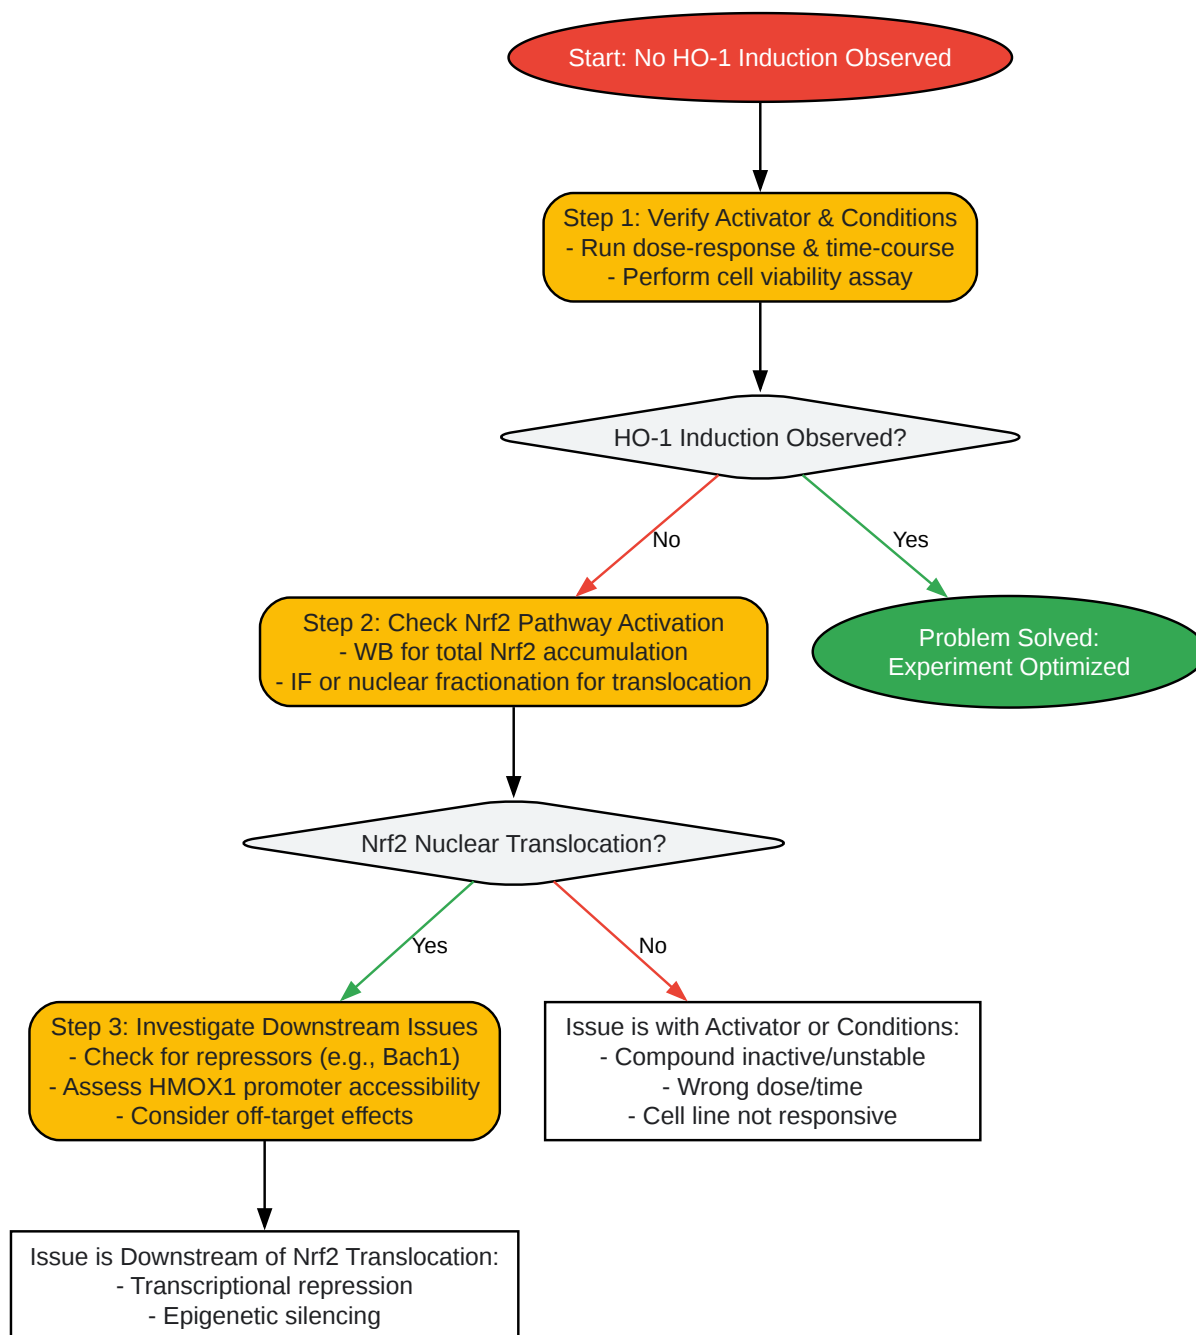 Start: No HO-1 Induction Observed
Step 1: Verify Activator & Conditions
- Run dose-response & time-course
- Perform cell viability assay
HO-1 Induction Observed?
No
Yes
Step 2: Check Nrf2 Pathway Activation
- WB for total Nrf2 accumulation
- IF or nuclear fractionation for translocation
Problem Solved:
Experiment Optimized
Nrf2 Nuclear Translocation?
Yes
No
Step 3: Investigate Downstream Issues
- Check for repressors (e.g., Bach1)
- Assess HMOX1 promoter accessibility
- Consider off-target effects
Issue is with Activator or Conditions:
- Compound inactive/unstable
- Wrong dose/time
- Cell line not responsive
Issue is Downstream of Nrf2 Translocation:
- Transcriptional repression
- Epigenetic silencing